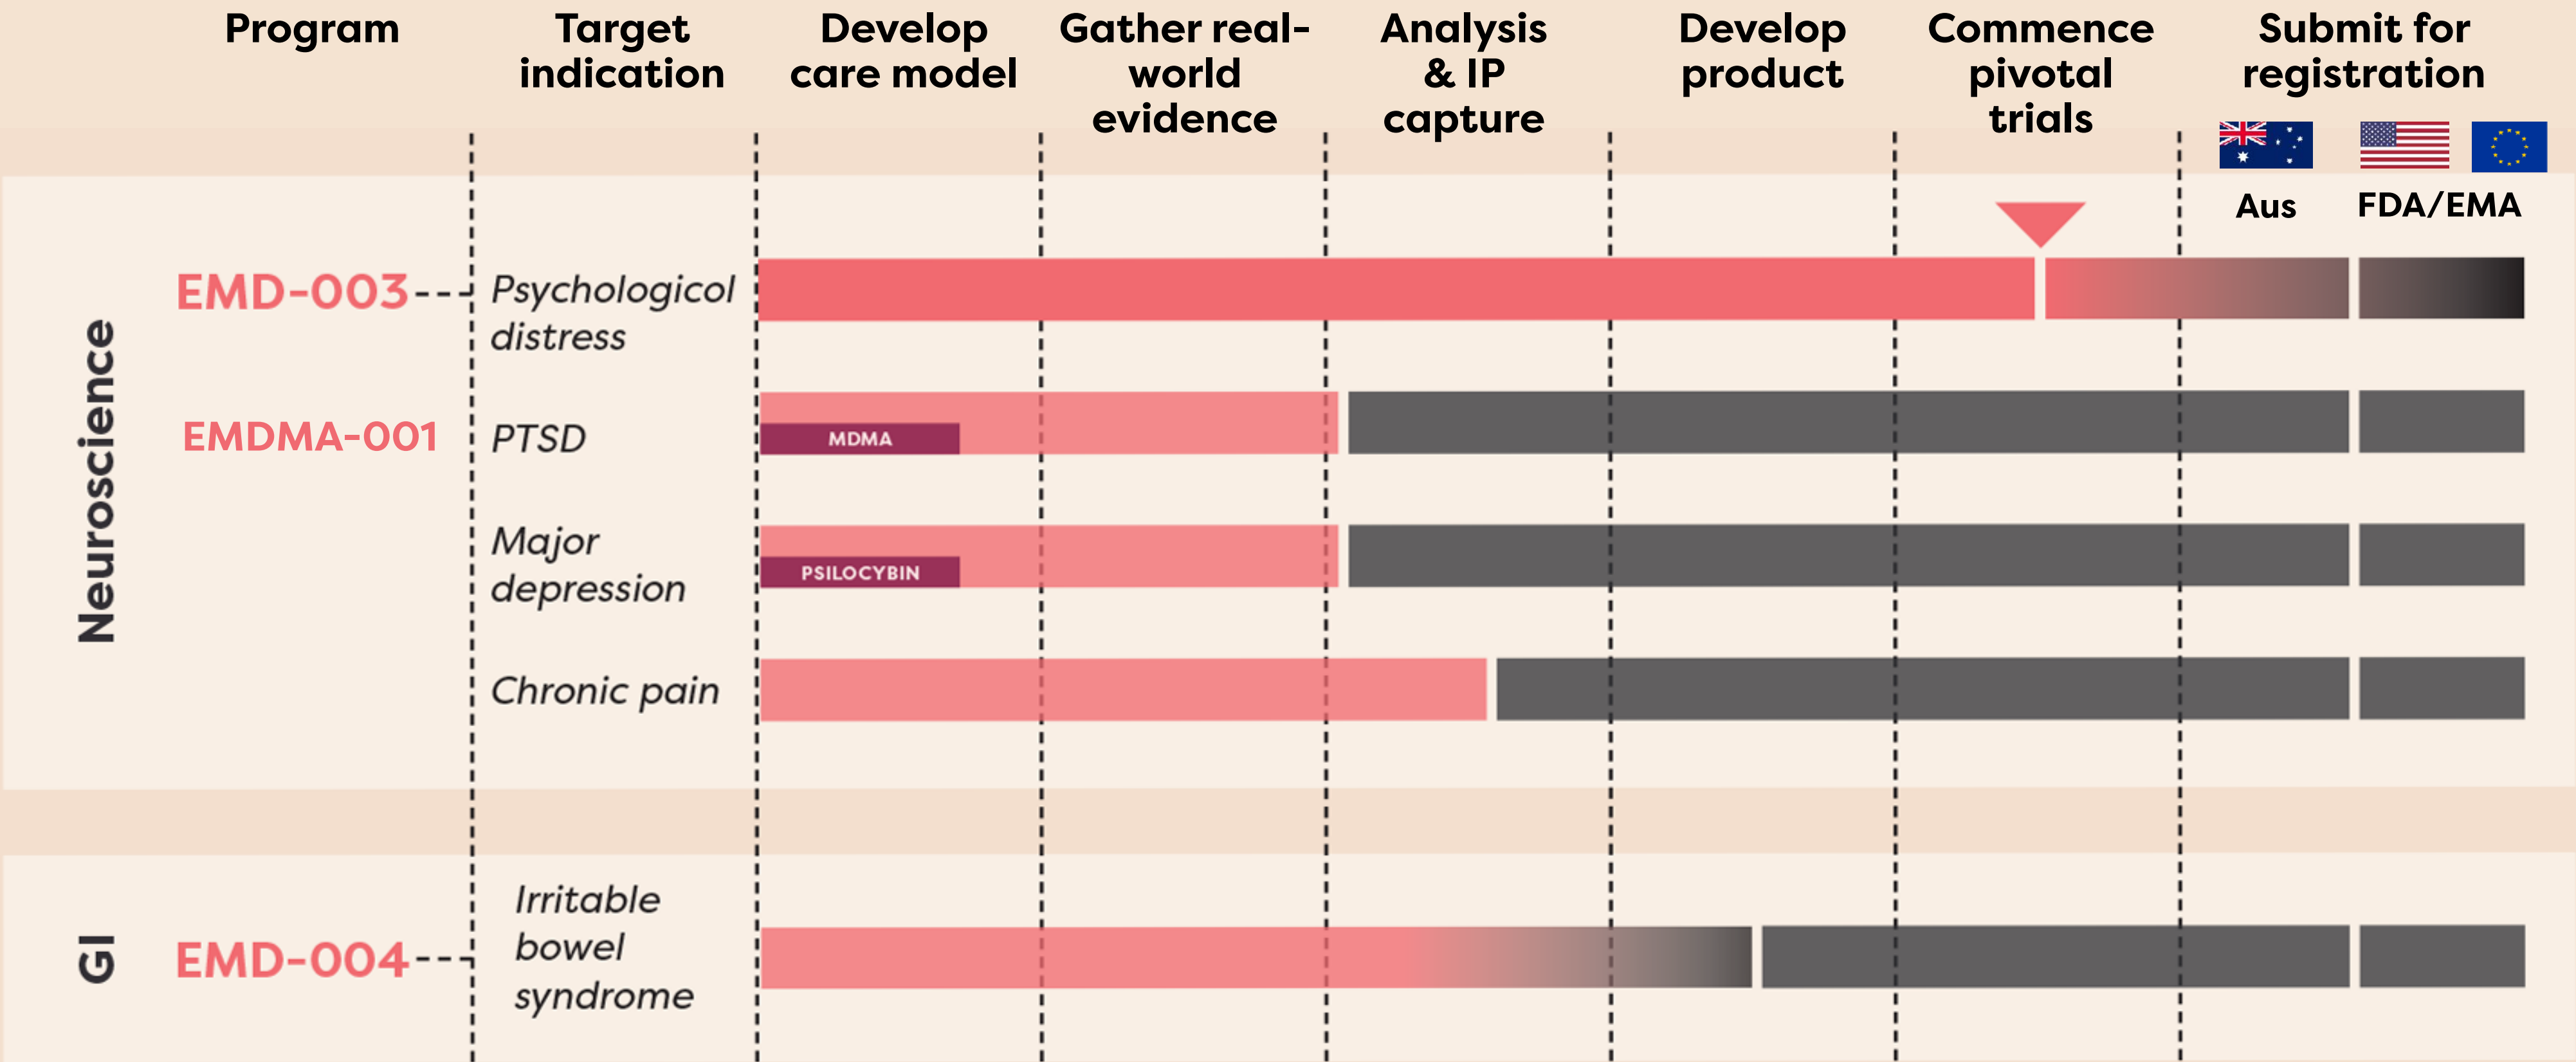 Program
Target
indication
Develop
care model
Gather real-
world
evidence
Analysis
& IP
capture
Develop
product
Commence
pivotal
trials
Submit for
registration
Aus
FDA/EMA
Neuroscience
EMD-003
Psychologicol
distress
EMDMA-001
PTSD
MDMA
Major
depression
PSILOCYBIN
Chronic pain
GI
EMD-004
Irritable
bowel
syndrome